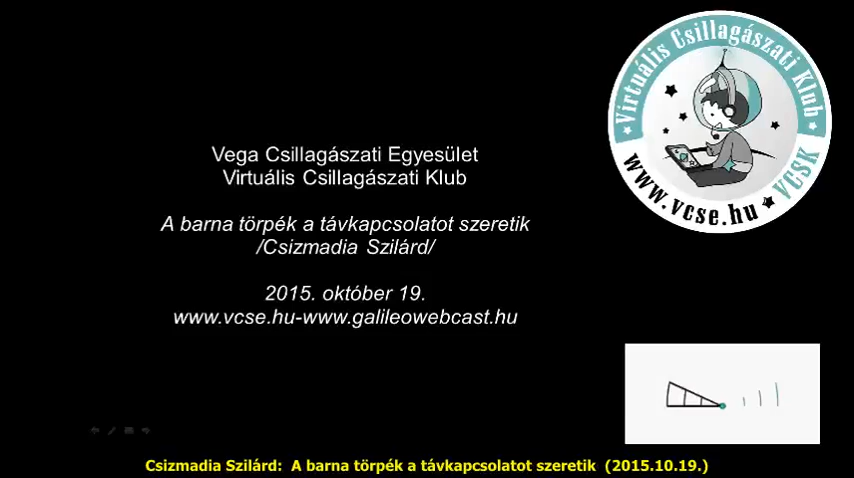 Vega Csillagászati Egyesület
Virtuális Csillagászati Klub
A barna törpék a távkapcsolatot szeretik
/Csizmadia Szilárd/
2015. október 19.
www.vcse.hu-www.galileowebcast.hu
Virtuális Csillagászati Klub
www.vcse.hu
VCSK
Csizmadia Szilárd: A barna törpék a távkapcsolatot szeretik (2015.10.19.)